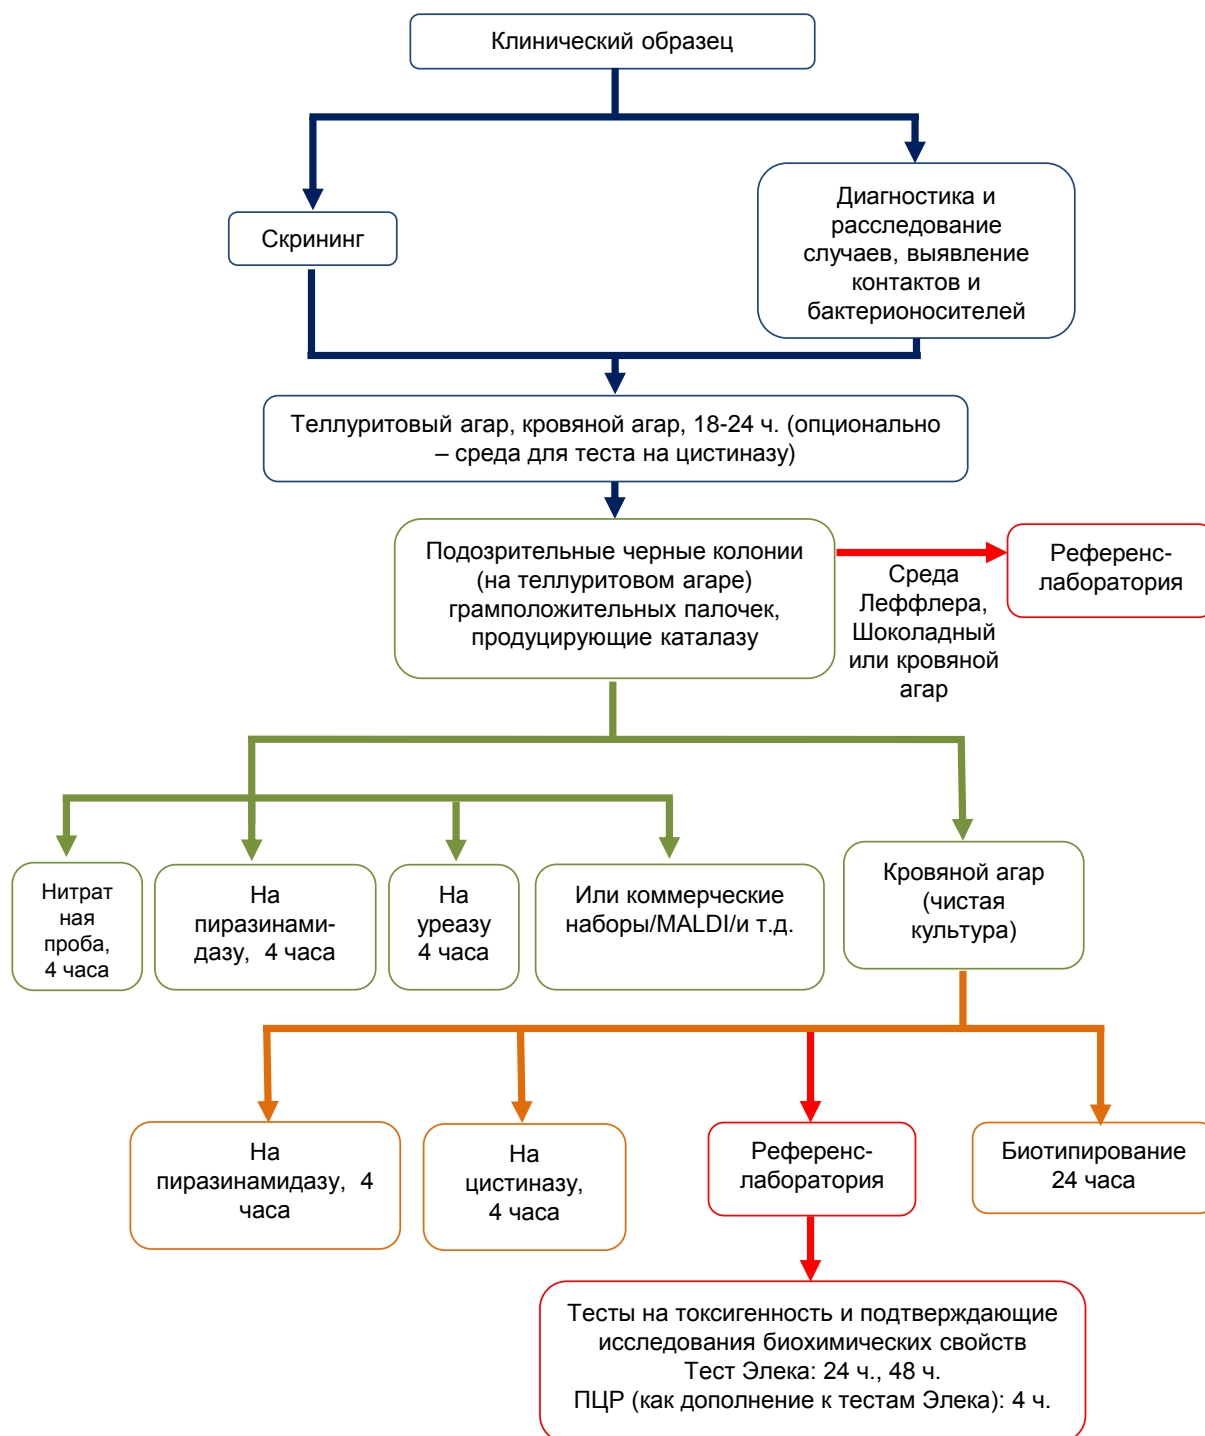 Клинический образец
Скрининг
Диагностика и
расследование
случаев, выявление
контактов и
бактерионосителей
Теллуритовый агар, кровяной агар, 18-24 ч. (опционально
– среда для теста на цистиназу)
Подозрительные черные колонии
(на теллуритовом агаре)
грамположительных палочек,
продуцирующие каталазу
Среда
Леффлера,
Шоколадный
или кровяной
агар
Референс-
лаборатория
Нитрат
ная
проба,
4 часа
На
пиразинами-
дазу, 4 часа
На
уреазу
4 часа
Или коммерческие
наборы/MALDI/и т.д.
Кровяной агар
(чистая
культура)
На
пиразинамидазу, 4
часа
На
цистиназу,
4 часа
Референс-
лаборатория
Биотипирование
24 часа
Тесты на токсигенность и подтверждающие
исследования биохимических свойств
Тест Элека: 24 ч., 48 ч.
ПЦР (как дополнение к тестам Элека): 4 ч.